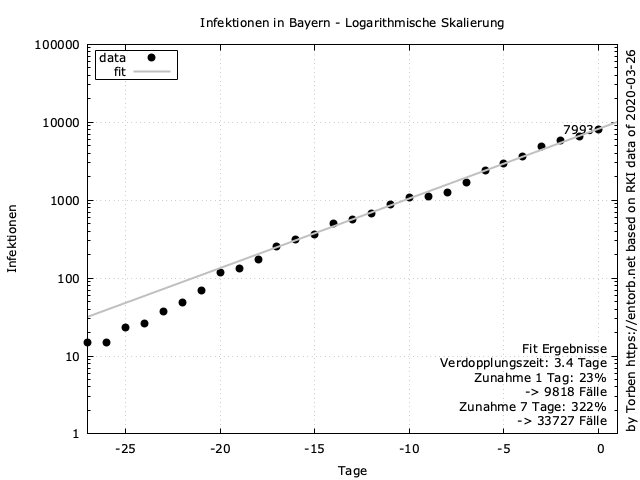 Infektionen in Bayern - Logarithmische Skalierung
100000
10000
1000
100
10
1
data
fit
7993
Infektionen
Fit Ergebnisse
Verdopplungszeit: 3.4 Tage
Zunahme 1 Tag: 23%
-> 9818 Fälle
Zunahme 7 Tage: 322%
-> 33727 Fälle
-25 -20 -15 -10 -5 0
Tage
by Torben https://entorb.net based on RKI data of 2020-03-26